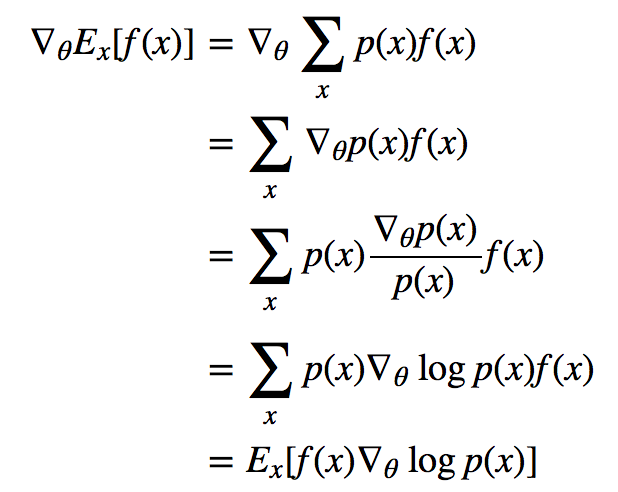 ∇θEx[f(x)] = ∇θ ∑x p(x)f(x)
= ∑x ∇θp(x)f(x)
= ∑x p(x) ∇θp(x)/p(x) f(x)
= ∑x p(x)∇θ log p(x)f(x)
= Ex[f(x)∇θ log p(x)]